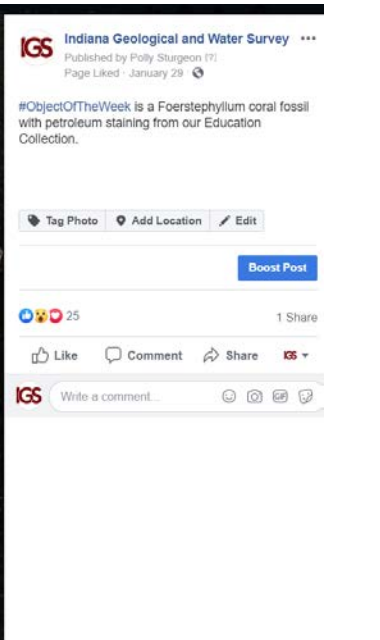 IGS
Indiana Geological and Water Survey
Published by Polly Sturgeon [?]
Page Liked · January 29 ·
#ObjectOfTheWeek is a Foerstephyllum coral fossil
with petroleum staining from our Education
Collection.
Tag Photo Add Location Edit
Boost Post
25 1 Share
Like Comment Share IGS
IGS Write a comment... GIF